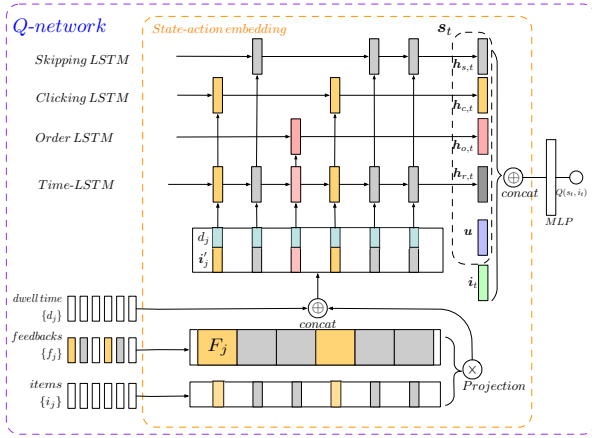 Q-network
State-action embedding
s_t
Skipping LSTM
h_{s,t}
Clicking LSTM
h_{c,t}
Order LSTM
h_{o,t}
Time-LSTM
h_{r,t}
concat
Q(s_t, i_t)
MLP
d_j
u
i'_j
i_t
dwell time
{d_j}
concat
feedbacks
{f_j}
F_j
Projection
items
{i_j}